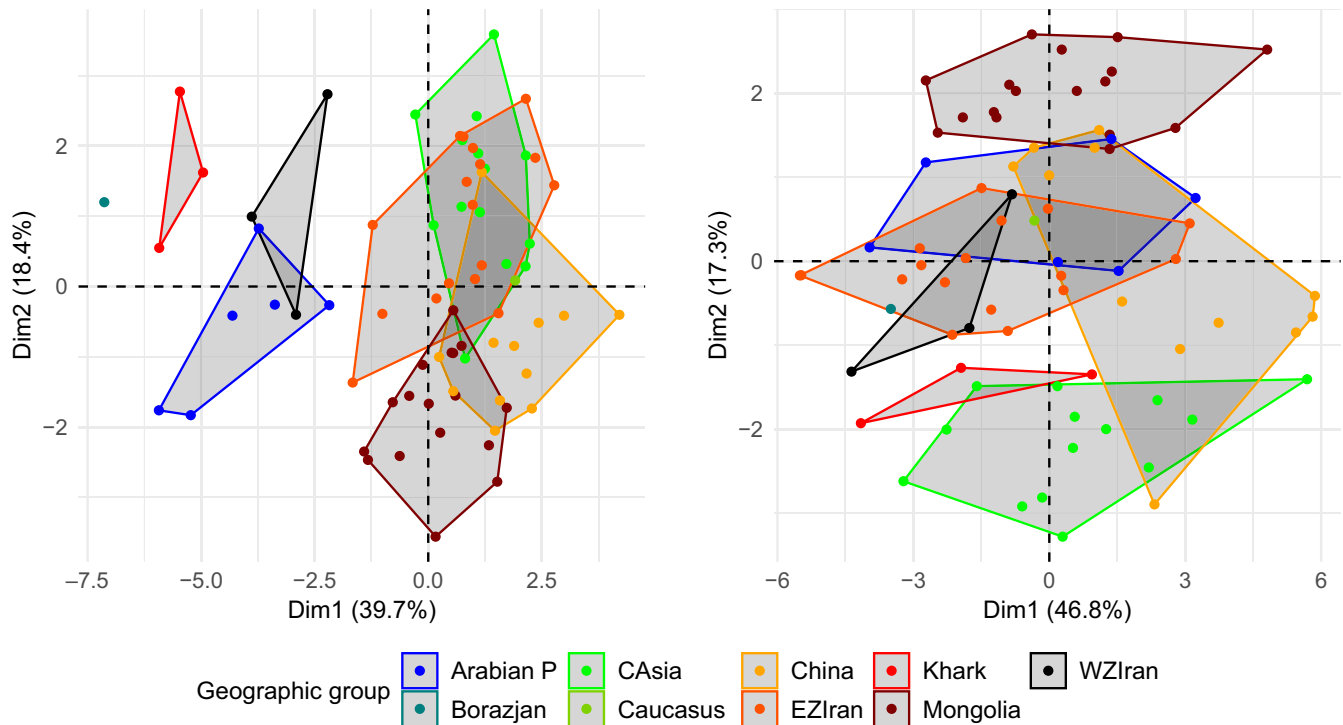 2
0
−2
Dim2 (18.4%)
−7.5 −5.0 −2.5 0.0 2.5
Dim1 (39.7%)
2
0
−2
Dim2 (17.3%)
−6 −3 0 3 6
Dim1 (46.8%)
Geographic group
Arabian P CAsia China Khark WZIran
Borazjan Caucasus EZIran Mongolia